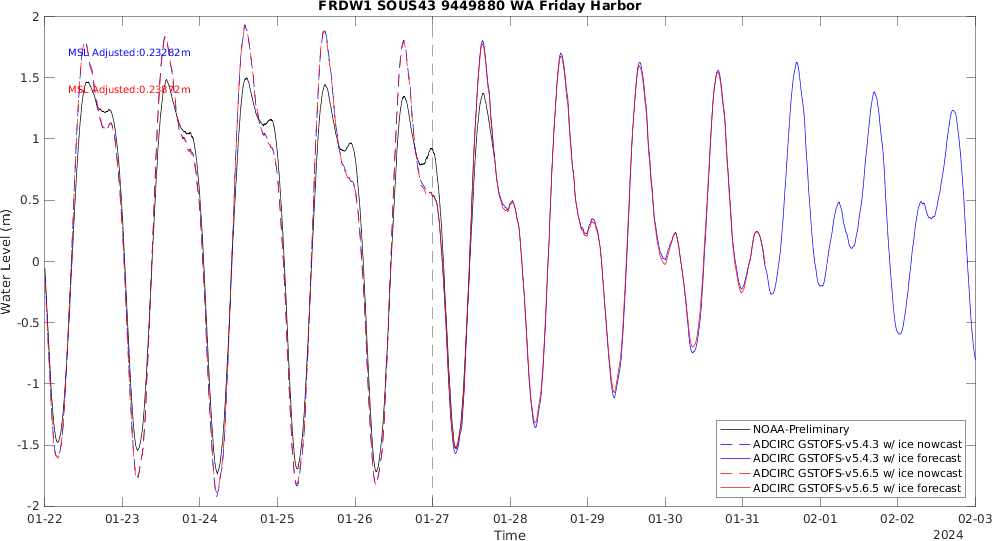 FRDW1 SOUS43 9449880 WA Friday Harbor
MSL Adjusted:0.23282m
MSL Adjusted:0.23872m
Water Level (m)
2
1.5
1
0.5
0
-0.5
-1
-1.5
-2
NOAA-Preliminary
ADCIRC GSTOFS-v5.4.3 w/ ice nowcast
ADCIRC GSTOFS-v5.4.3 w/ ice forecast
ADCIRC GSTOFS-v5.6.5 w/ ice nowcast
ADCIRC GSTOFS-v5.6.5 w/ ice forecast
01-22 01-23 01-24 01-25 01-26 01-27 01-28 01-29 01-30 01-31 02-01 02-02 02-03
Time
2024